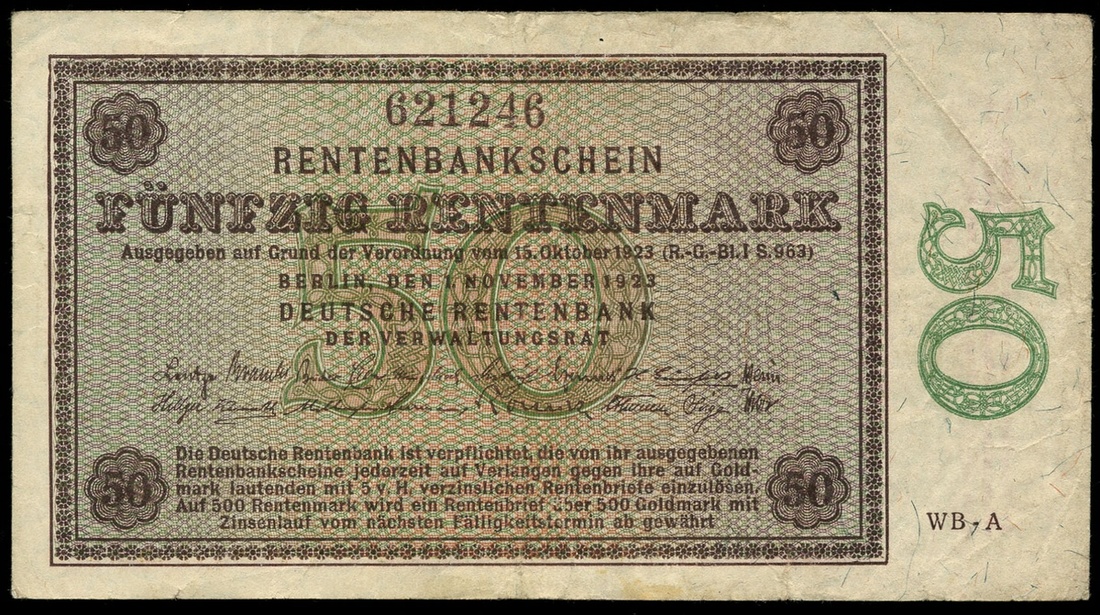 621246
50 50
RENTENBANKSCHEIN
FÜNFZIG RENTENMARK
Ausgegeben auf Grund der Verordnung vom 15. Oktober 1923 (R.-G.-Bl. I S. 963)
BERLIN, DEN 1. NOVEMBER 1923
DEUTSCHE RENTENBANK
DER VERWALTUNGSRAT
50
Die Deutsche Rentenbank ist verpflichtet, die von ihr ausgegebenen
Rentenbankscheine jederzeit auf Verlangen gegen ihre auf Gold-
mark lautenden mit 5 v. H. verzinslichen Rentenbriefe einzulösen.
Auf 500 Rentenmark wird ein Rentenbrief über 500 Goldmark mit
Zinsenlauf vom nächsten Fälligkeitstermin ab gewährt
50 50
50
WB, A